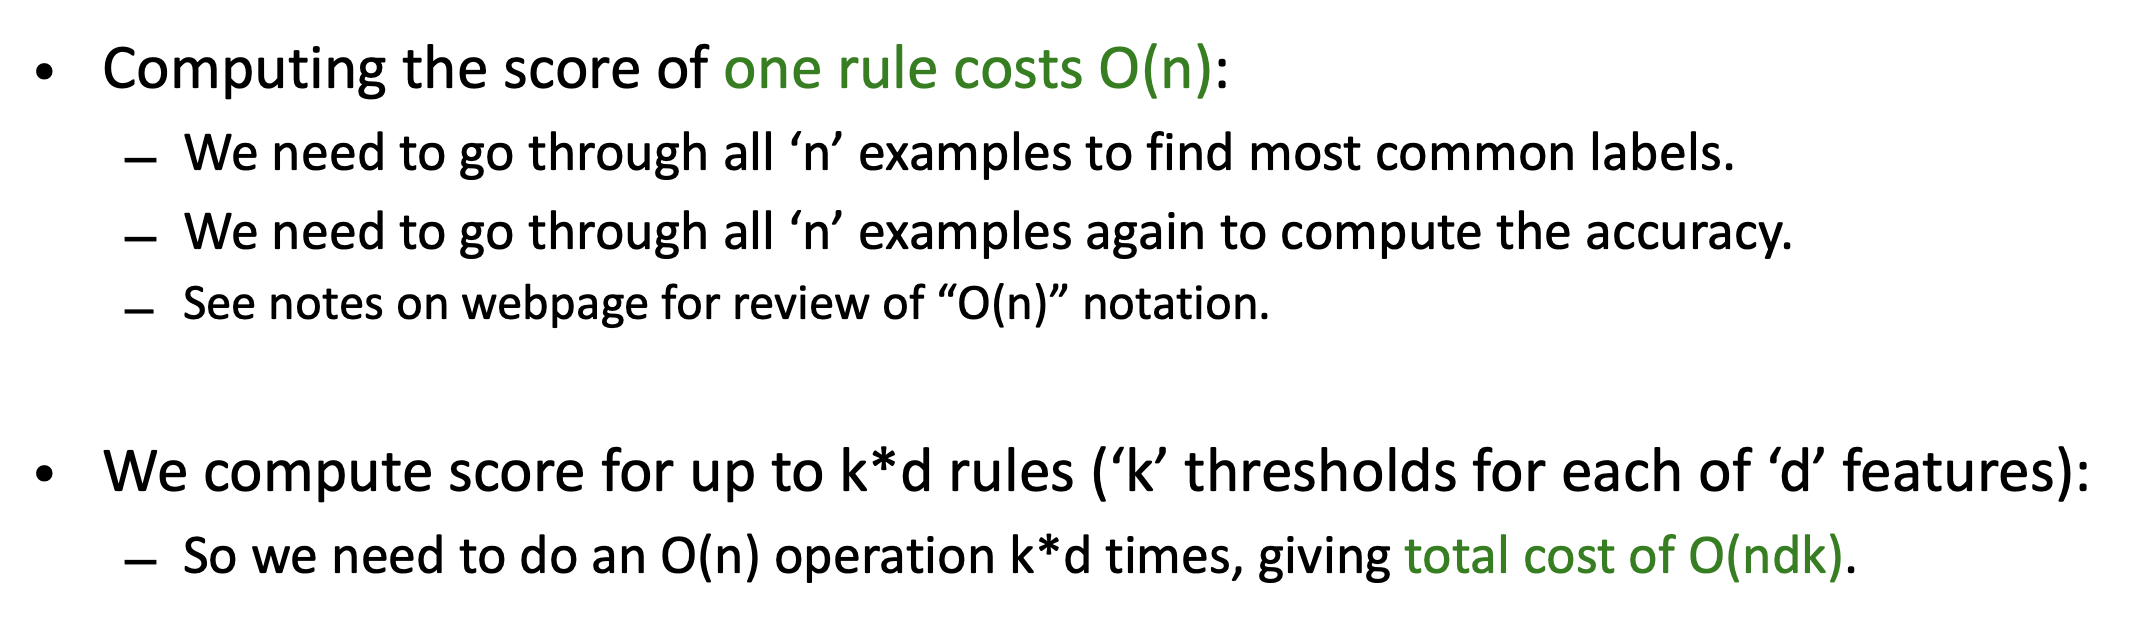 • Computing the score of one rule costs O(n):
– We need to go through all ‘n’ examples to find most common labels.
– We need to go through all ‘n’ examples again to compute the accuracy.
– See notes on webpage for review of “O(n)” notation.
• We compute score for up to k*d rules (‘k’ thresholds for each of ‘d’ features):
– So we need to do an O(n) operation k*d times, giving total cost of O(ndk).